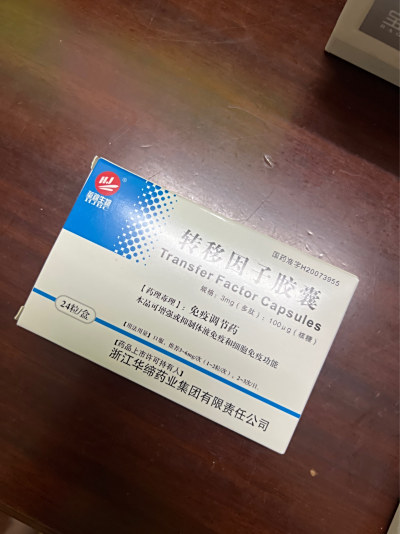 国药准字H20073955
转移因子胶囊
Transfer Factor Capsules
规格：3mg（多肽）：100μg（核糖）
【药理毒理】：免疫调节药
本品可增强或抑制体液免疫和细胞免疫功能
24粒/盒
【药品上市许可持有人】
浙江华缔药业集团有限责任公司